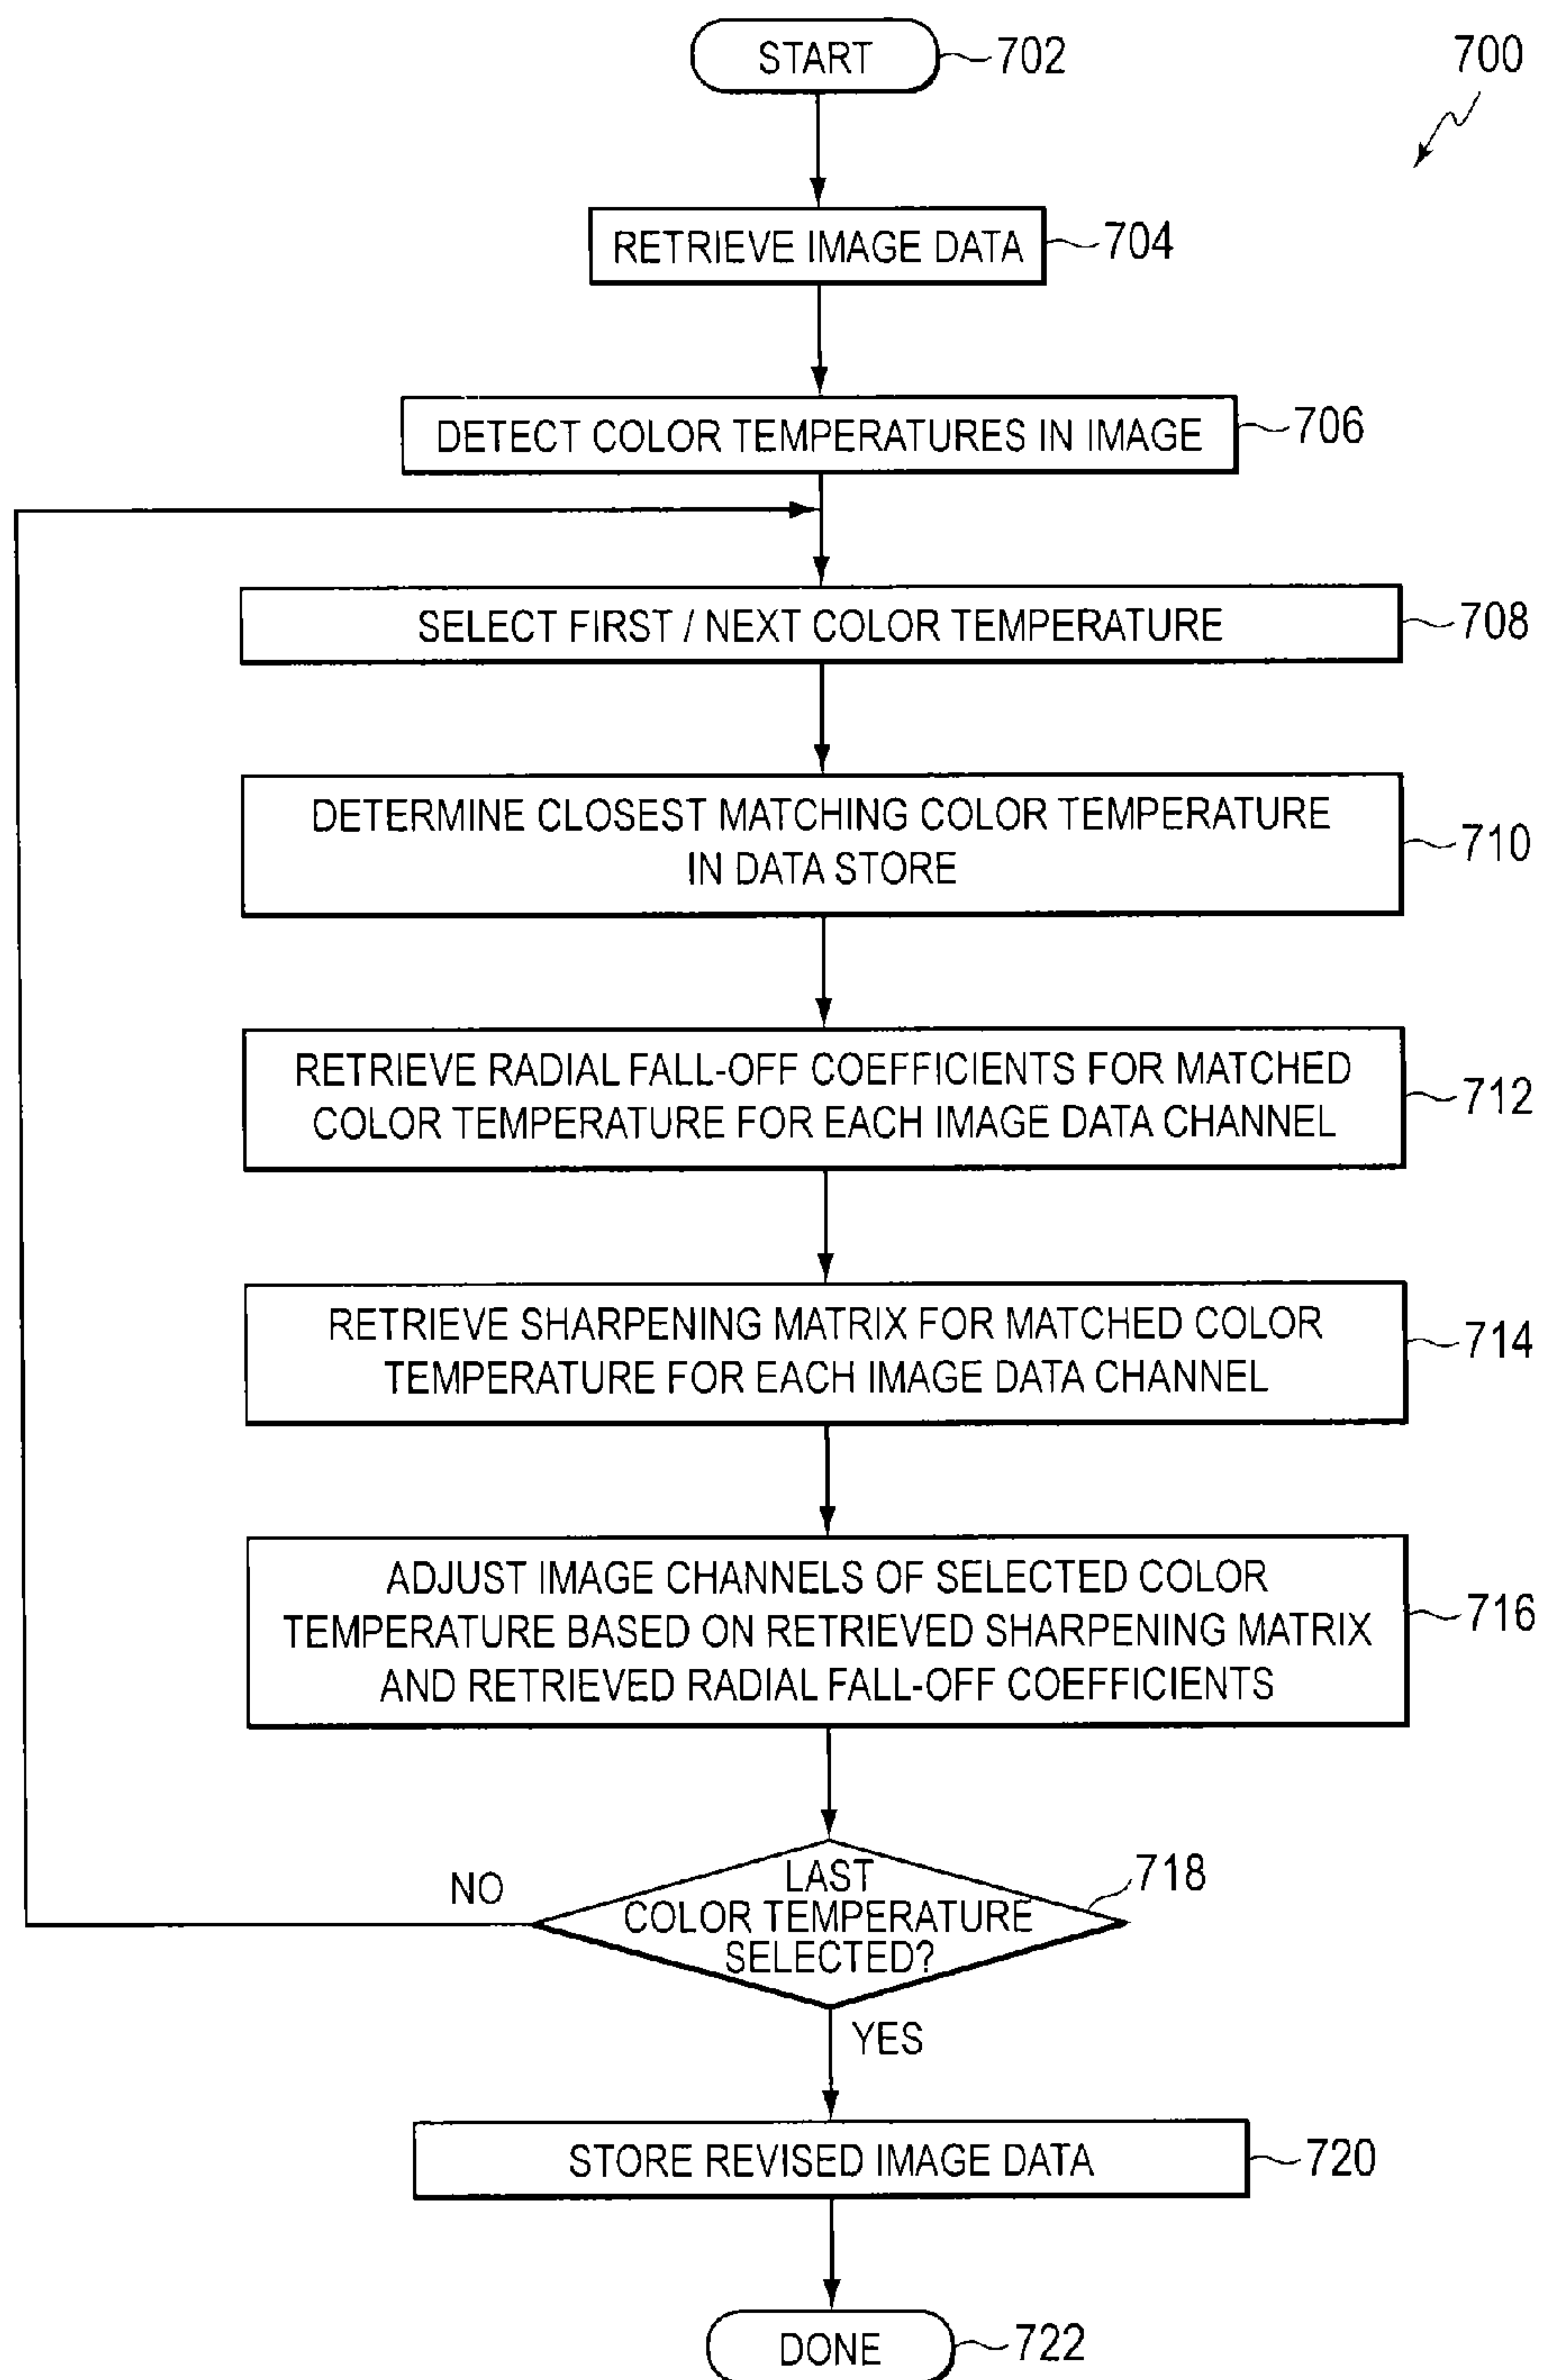 START
702
700
RETRIEVE IMAGE DATA
704
DETECT COLOR TEMPERATURES IN IMAGE
706
SELECT FIRST / NEXT COLOR TEMPERATURE
708
DETERMINE CLOSEST MATCHING COLOR TEMPERATURE
IN DATA STORE
710
RETRIEVE RADIAL FALL-OFF COEFFICIENTS FOR MATCHED
COLOR TEMPERATURE FOR EACH IMAGE DATA CHANNEL
712
RETRIEVE SHARPENING MATRIX FOR MATCHED COLOR
TEMPERATURE FOR EACH IMAGE DATA CHANNEL
714
ADJUST IMAGE CHANNELS OF SELECTED COLOR
TEMPERATURE BASED ON RETRIEVED SHARPENING MATRIX
AND RETRIEVED RADIAL FALL-OFF COEFFICIENTS
716
LAST
COLOR TEMPERATURE
SELECTED?
718
NO
YES
STORE REVISED IMAGE DATA
720
DONE
722